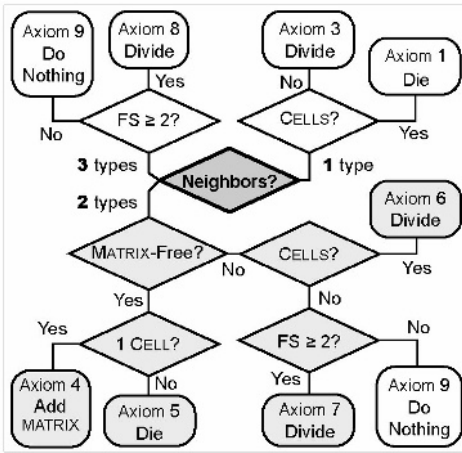 Axiom 9
Do
Nothing
Axiom 8
Divide
Axiom 3
Divide
Axiom 1
Die
Yes
No
No
FS ≥ 2?
CELLS?
Yes
3 types
Neighbors?
1 type
2 types
Axiom 6
Divide
MATRIX-Free?
No
CELLS?
Yes
Yes
No
Yes
1 CELL?
FS ≥ 2?
No
No
Yes
Axiom 4
Add
MATRIX
Axiom 5
Die
Axiom 7
Divide
Axiom 9
Do
Nothing